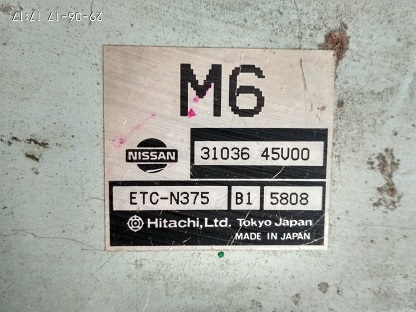 29-06-17 17:17
M6
NISSAN
31036 45U00
ETC-N375 B1 5808
Hitachi, Ltd. Tokyo Japan
MADE IN JAPAN